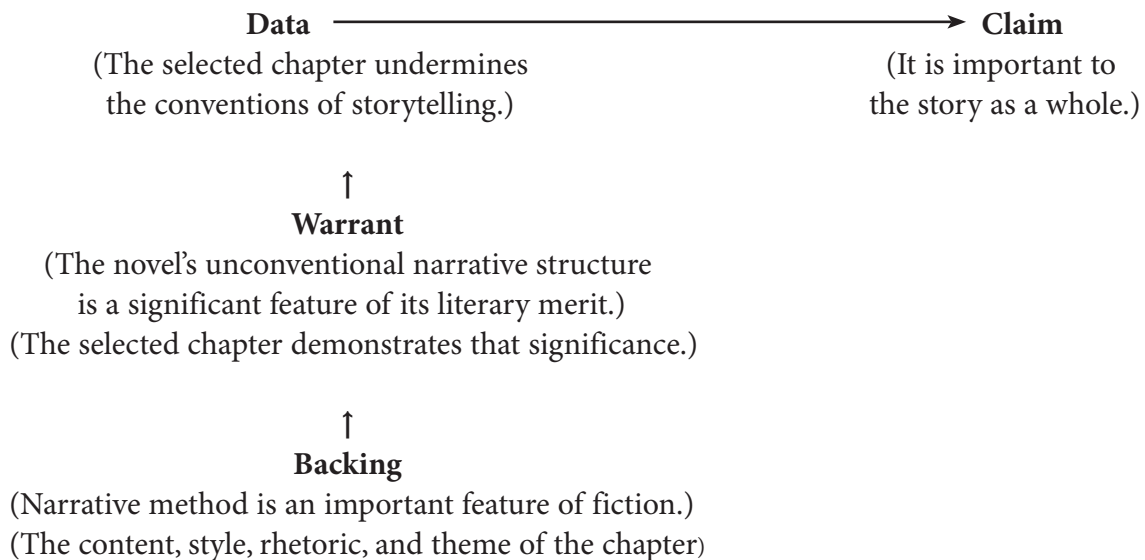 Data Claim
(The selected chapter undermines (It is important to
the conventions of storytelling.) the story as a whole.)
Warrant
(The novel’s unconventional narrative structure
is a significant feature of its literary merit.)
(The selected chapter demonstrates that significance.)
Backing
(Narrative method is an important feature of fiction.)
(The content, style, rhetoric, and theme of the chapter)